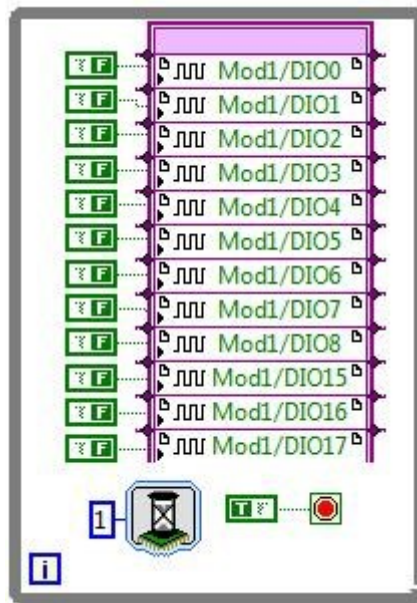 F Mod1/DIO0
F Mod1/DIO1
F Mod1/DIO2
F Mod1/DIO3
F Mod1/DIO4
F Mod1/DIO5
F Mod1/DIO6
F Mod1/DIO7
F Mod1/DIO8
F Mod1/DIO15
F Mod1/DIO16
F Mod1/DIO17
1 T
i